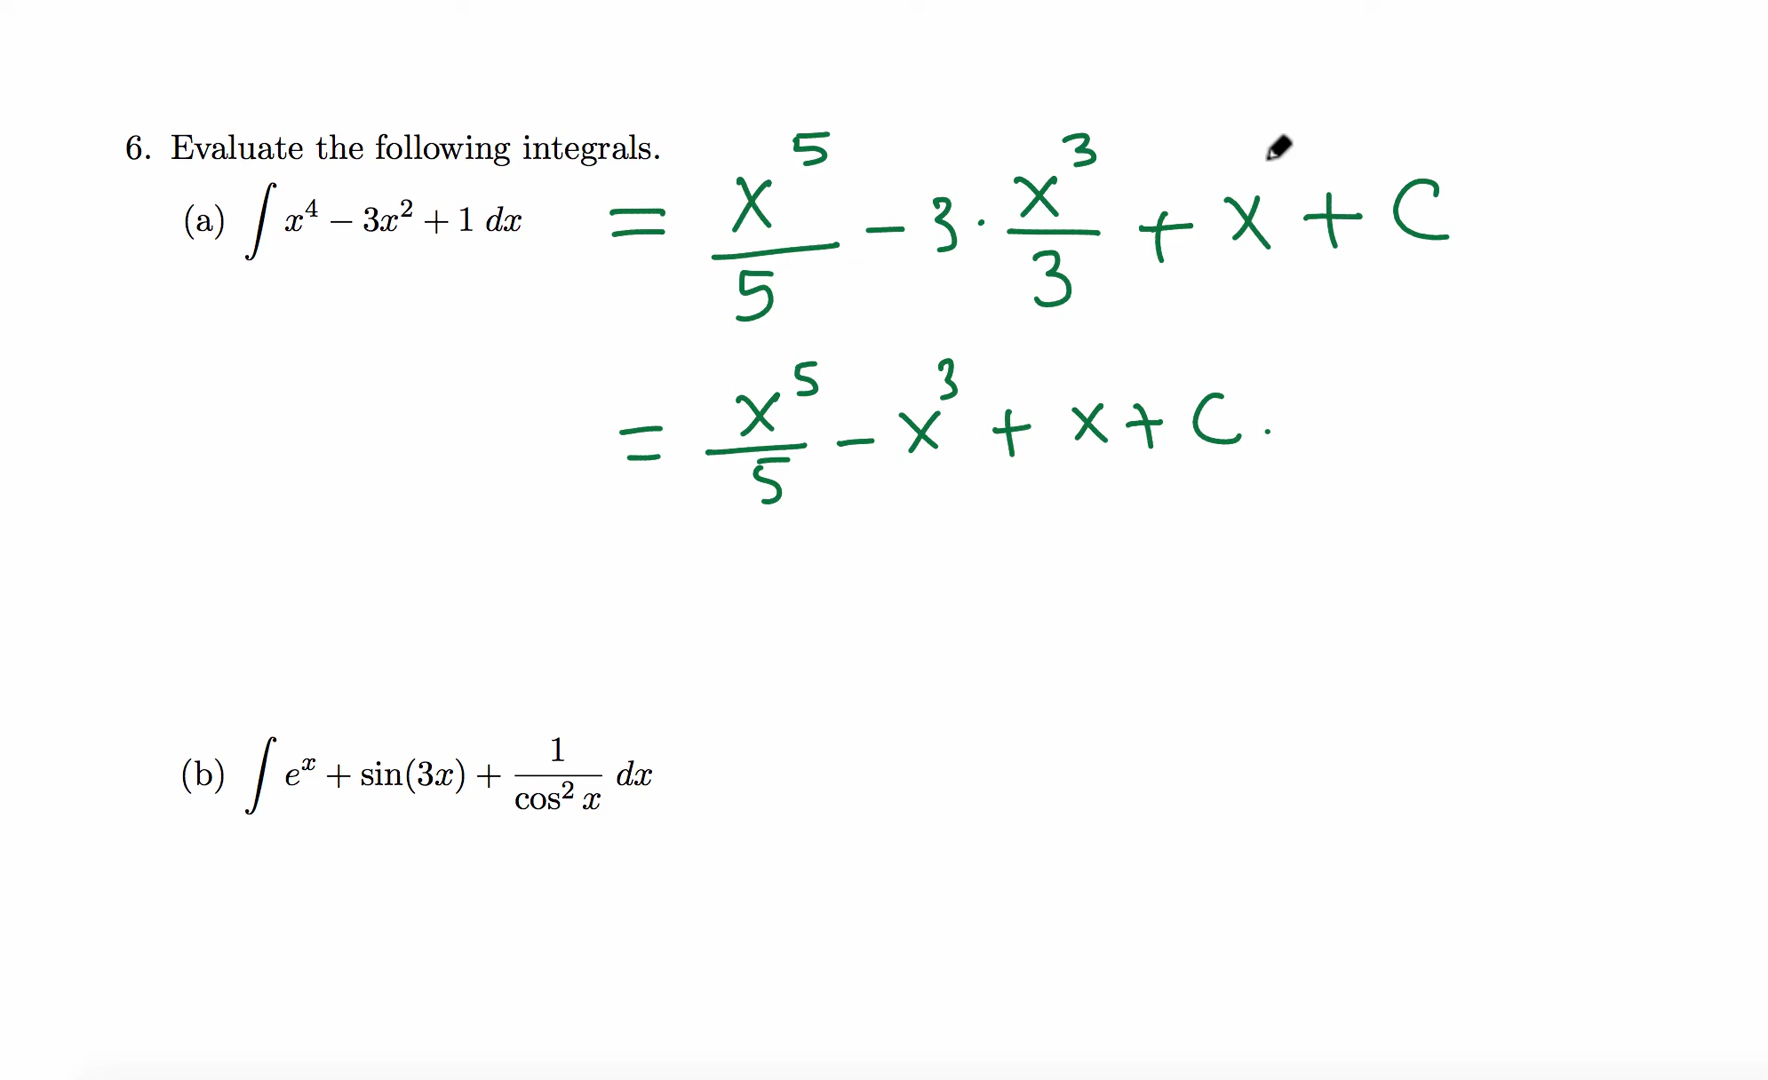 6. Evaluate the following integrals.
(a) ∫ x⁴ − 3x² + 1 dx = x⁵/5 − 3 · x³/3 + x + C
= x⁵/5 − x³ + x + C.
(b) ∫ eˣ + sin(3x) + 1/cos² x dx